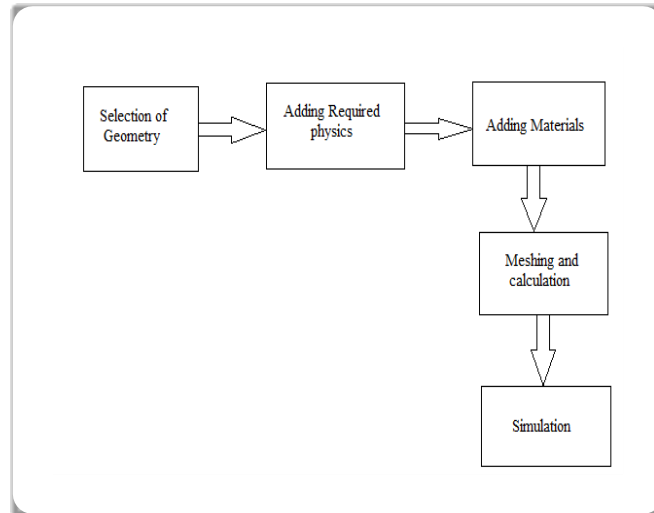 Selection of
Geometry
Adding Required
physics
Adding Materials
Meshing and
calculation
Simulation